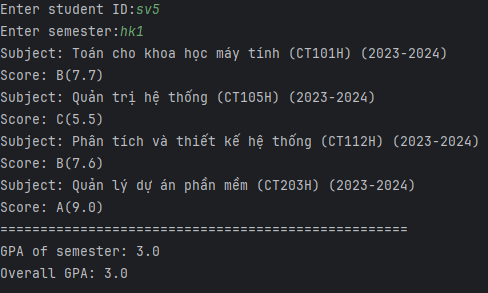 Enter student ID:sv5
Enter semester:hk1
Subject: Toán cho khoa học máy tính (CT101H) (2023-2024)
Score: B(7.7)
Subject: Quản trị hệ thống (CT105H) (2023-2024)
Score: C(5.5)
Subject: Phân tích và thiết kế hệ thống (CT112H) (2023-2024)
Score: B(7.6)
Subject: Quản lý dự án phần mềm (CT203H) (2023-2024)
Score: A(9.0)
===================================================
GPA of semester: 3.0
Overall GPA: 3.0